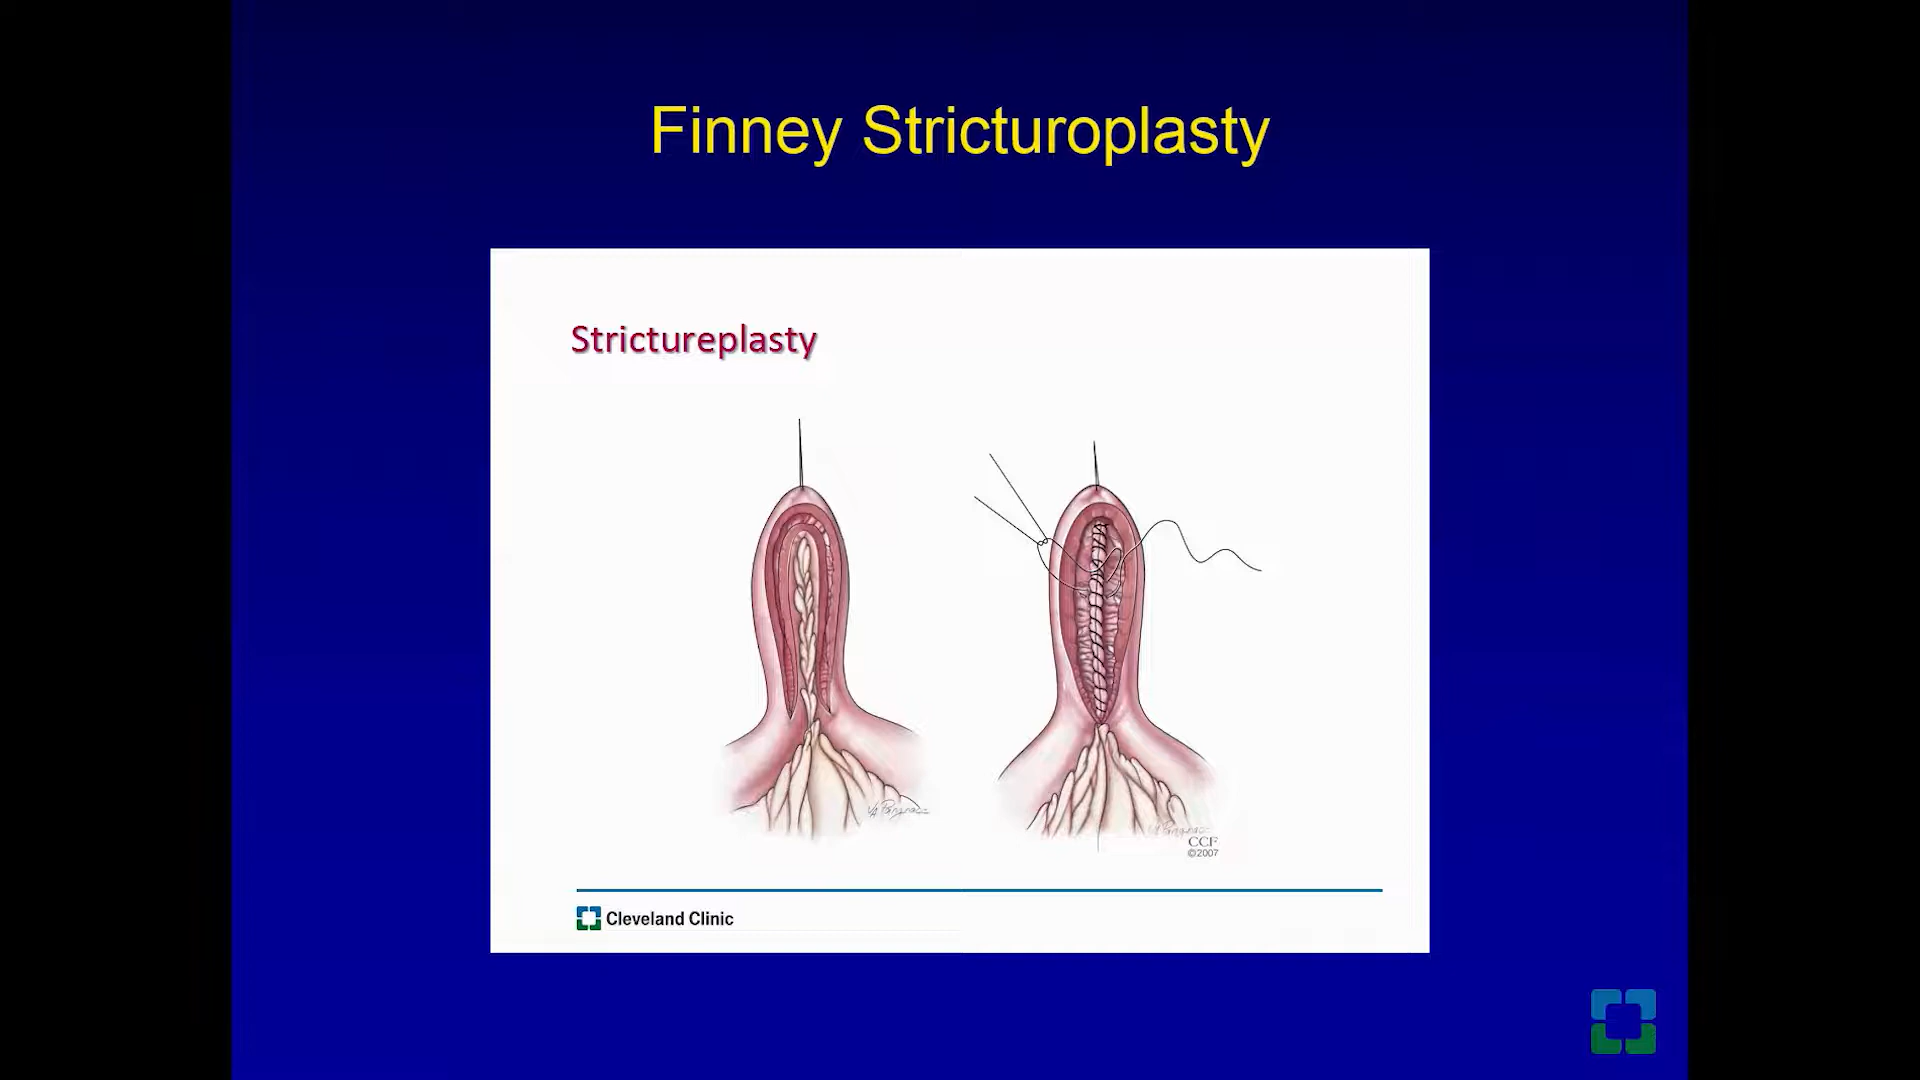 Finney Stricturoplasty
Strictureplasty
CCF
©2007
Cleveland Clinic